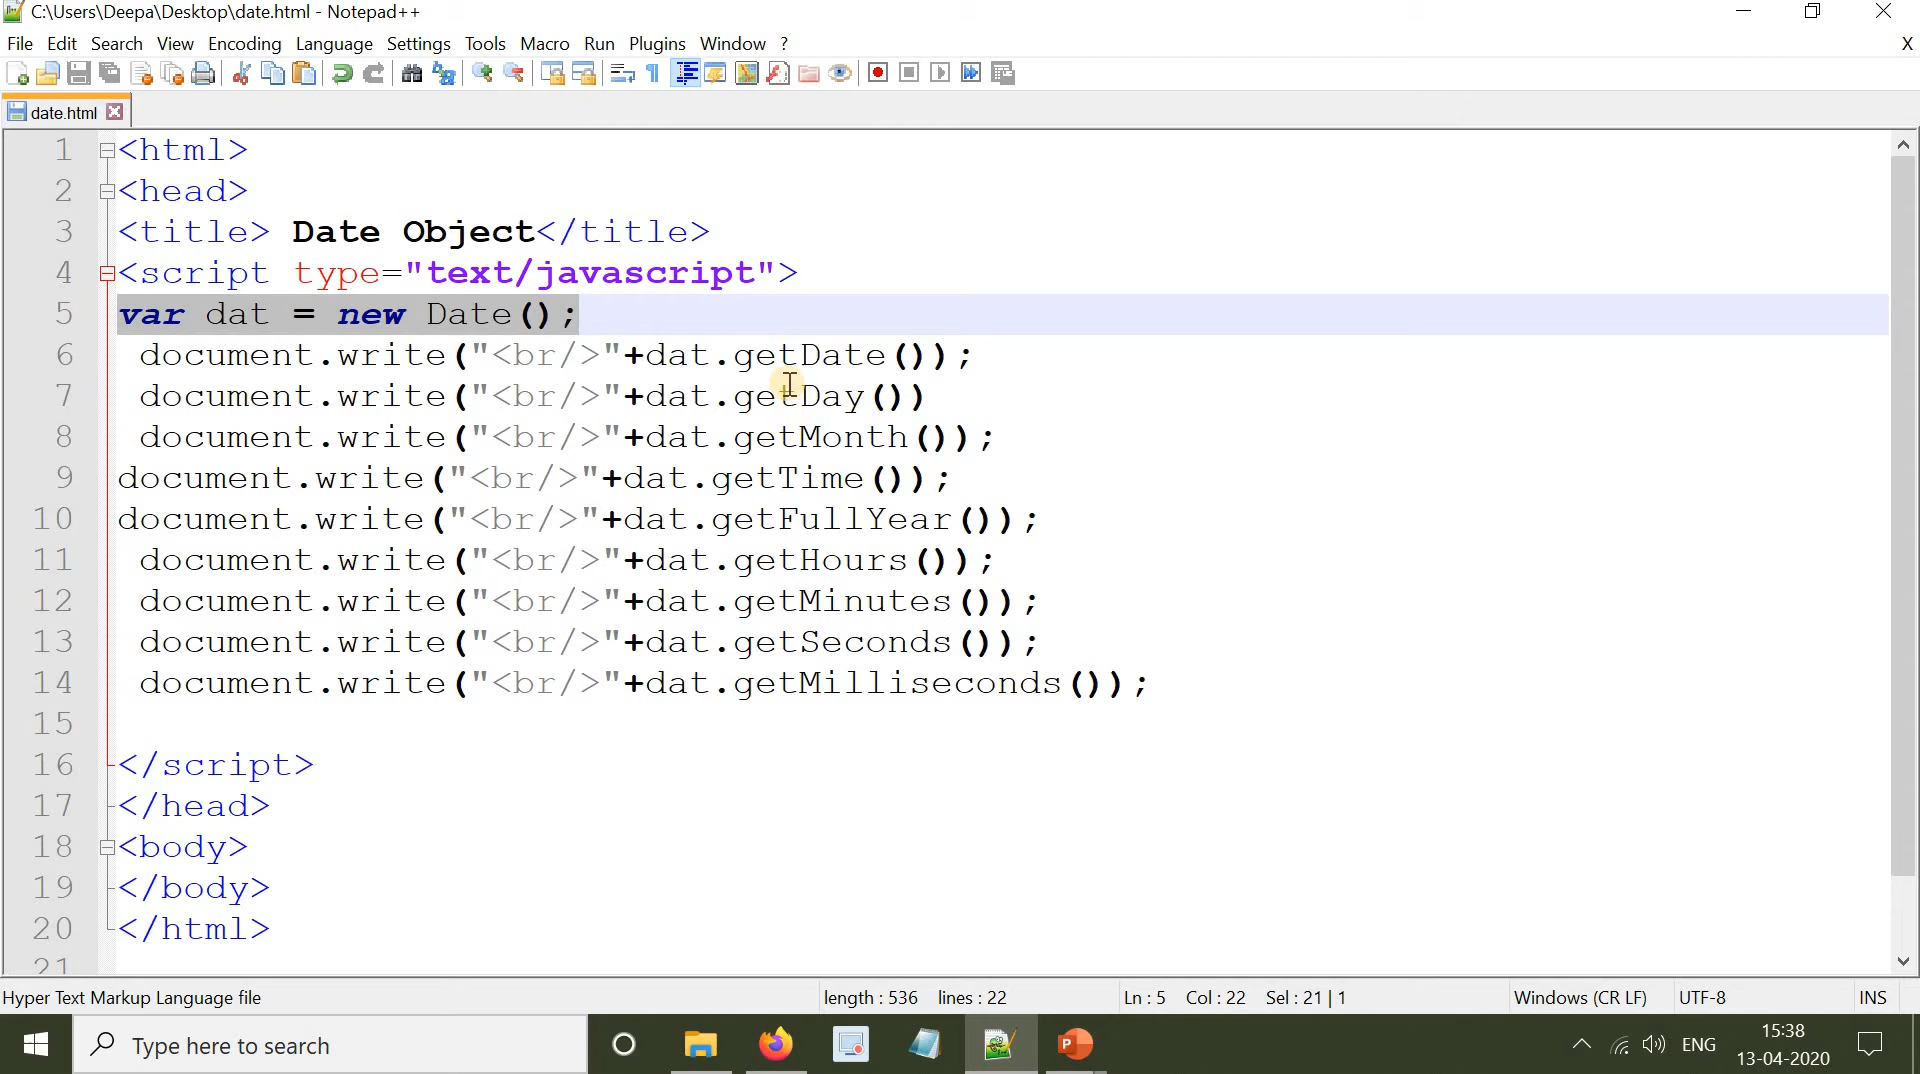 C:\Users\Deepa\Desktop\date.html - Notepad++
File Edit Search View Encoding Language Settings Tools Macro Run Plugins Window ? X
date.html
1 <html>
2 <head>
3 <title> Date Object</title>
4 <script type="text/javascript">
5 var dat = new Date();
6 document.write("<br/>"+dat.getDate());
7 document.write("<br/>"+dat.getDay())
8 document.write("<br/>"+dat.getMonth());
9 document.write("<br/>"+dat.getTime());
10 document.write("<br/>"+dat.getFullYear());
11 document.write("<br/>"+dat.getHours());
12 document.write("<br/>"+dat.getMinutes());
13 document.write("<br/>"+dat.getSeconds());
14 document.write("<br/>"+dat.getMilliseconds());
15
16 </script>
17 </head>
18 <body>
19 </body>
20 </html>
21
Hyper Text Markup Language file length : 536 lines : 22 Ln : 5 Col : 22 Sel : 21 | 1 Windows (CR LF) UTF-8 INS
Type here to search ENG 15:38
13-04-2020